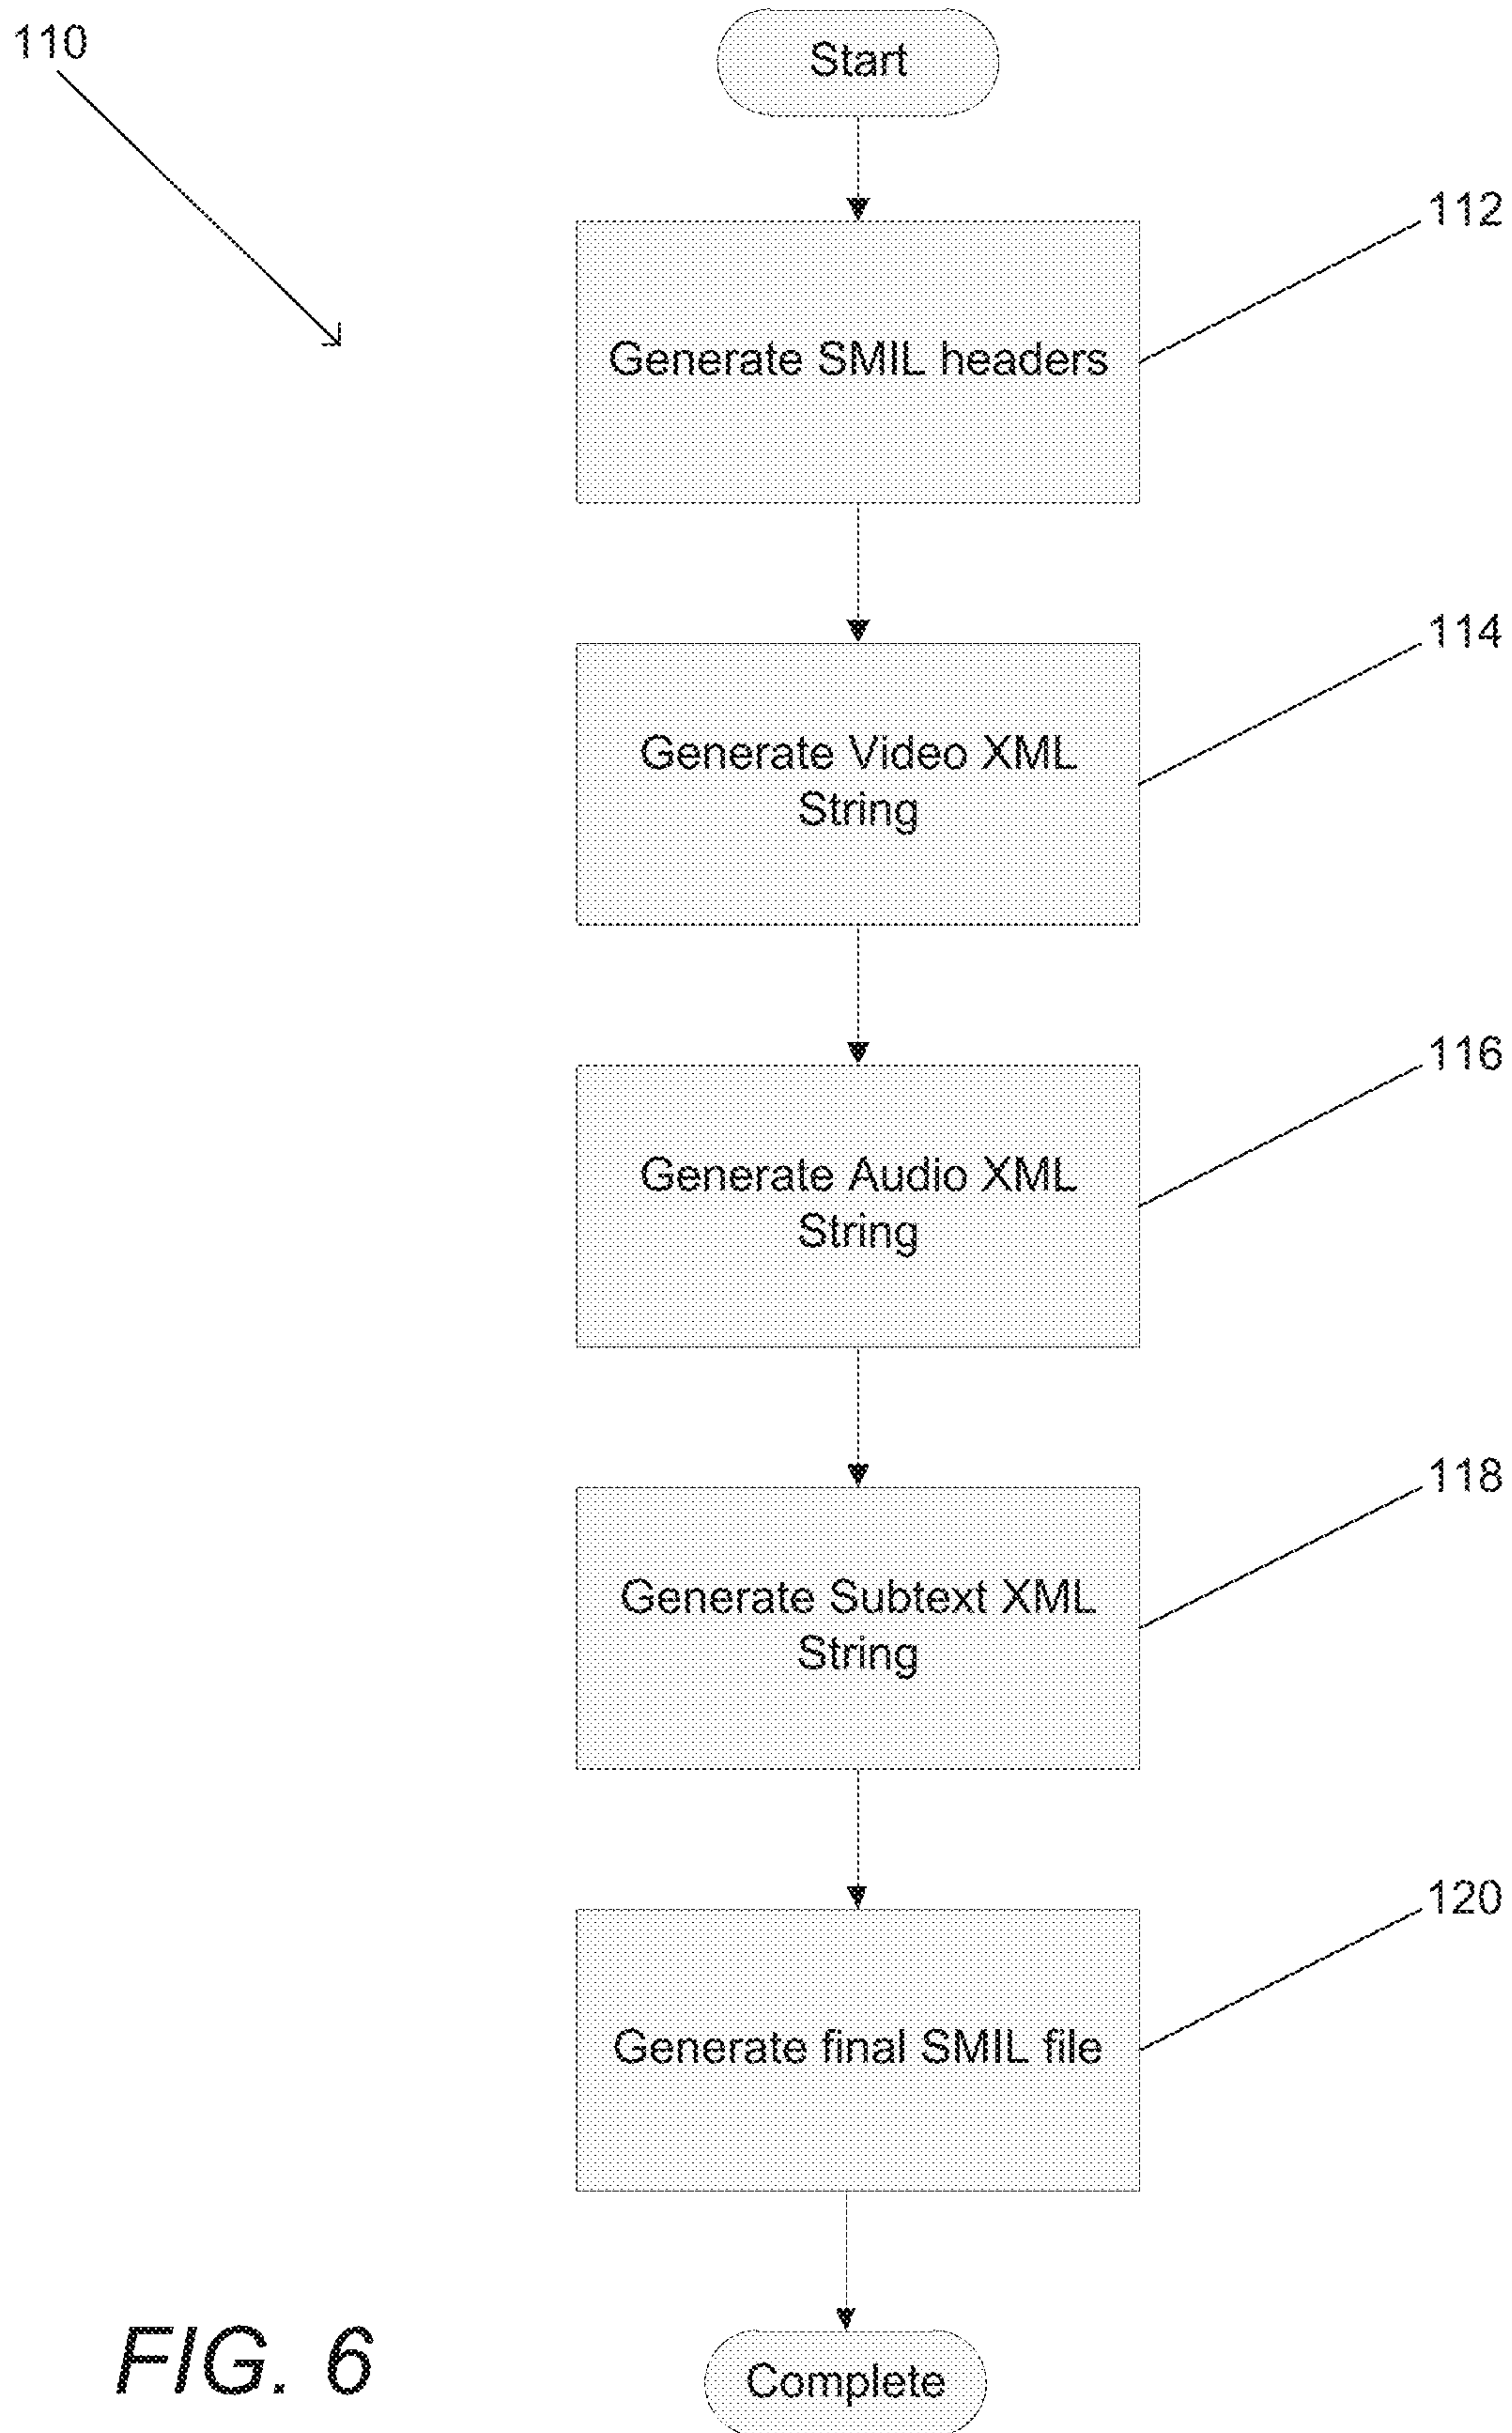 110
Start
112
Generate SMIL headers
114
Generate Video XML
String
116
Generate Audio XML
String
118
Generate Subtext XML
String
120
Generate final SMIL file
FIG. 6
Complete